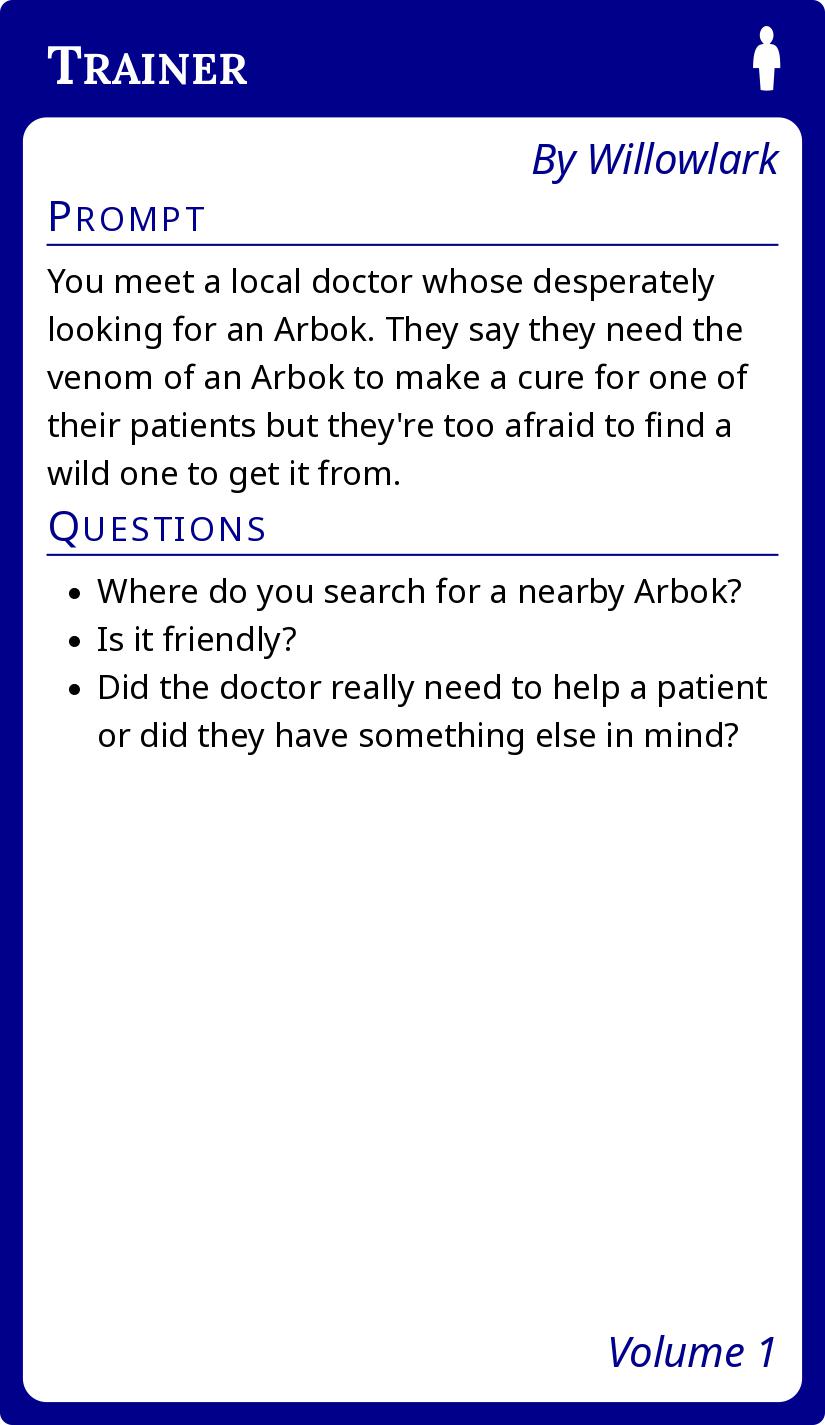 Trainer
By Willowlark
Prompt
You meet a local doctor whose desperately
looking for an Arbok. They say they need the
venom of an Arbok to make a cure for one of
their patients but they're too afraid to find a
wild one to get it from.
Questions
• Where do you search for a nearby Arbok?
• Is it friendly?
• Did the doctor really need to help a patient
or did they have something else in mind?
Volume 1